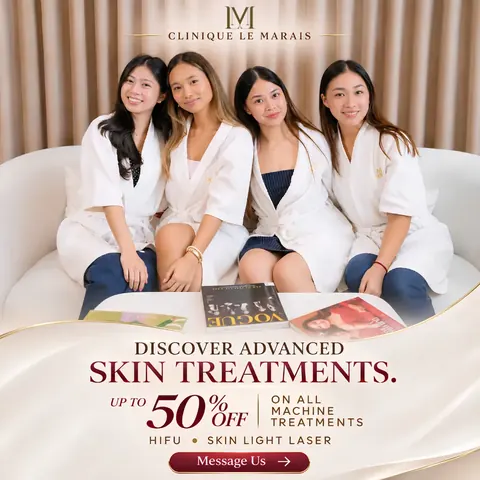 M
CLINIQUE LE MARAIS
VOGUE
DISCOVER ADVANCED
SKIN TREATMENTS.
UP TO 50% OFF
ON ALL
MACHINE
TREATMENTS
HIFU • SKIN LIGHT LASER
Message Us →